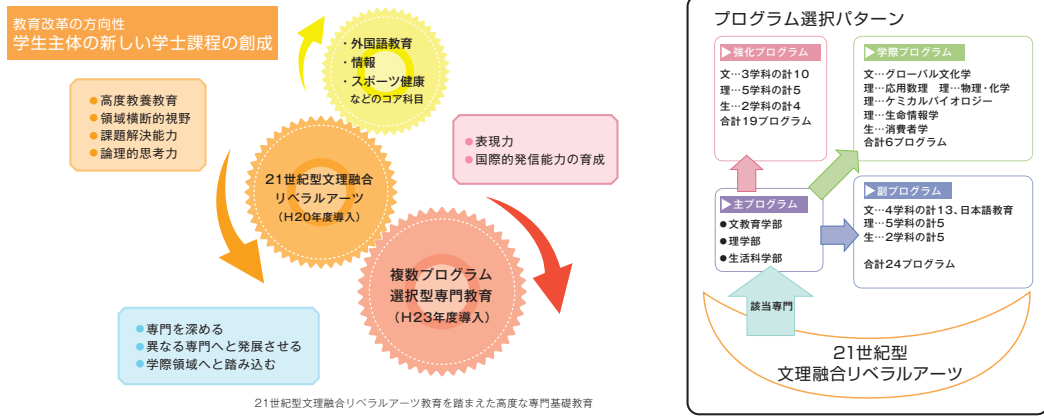 教育改革の方向性
学生主体の新しい学士課程の創成
・外国語教育
・情報
・スポーツ健康
などのコア科目
●高度教養教育
●領域横断的視野
●課題解決能力
●論理的思考力
●表現力
●国際的発信能力の育成
21世紀型文理融合
リベラルアーツ
(H20年度導入)
複数プログラム
選択型専門教育
(H23年度導入)
●専門を深める
●異なる専門へと発展させる
●学際領域へと踏み込む
21世紀型文理融合リベラルアーツ教育を踏まえた高度な専門基礎教育
プログラム選択パターン
▶強化プログラム
文…3学科の計10
理…5学科の計5
生…2学科の計4
合計19プログラム
▶学際プログラム
文…グローバル文化学
理…応用数理　理…物理・化学
理…ケミカルバイオロジー
理…生命情報学
生…消費者学
合計6プログラム
▶主プログラム
●文教育学部
●理学部
●生活科学部
▶副プログラム
文…4学科の計13、日本語教育
理…5学科の計5
生…2学科の計5
合計24プログラム
該当専門
21世紀型
文理融合リベラルアーツ